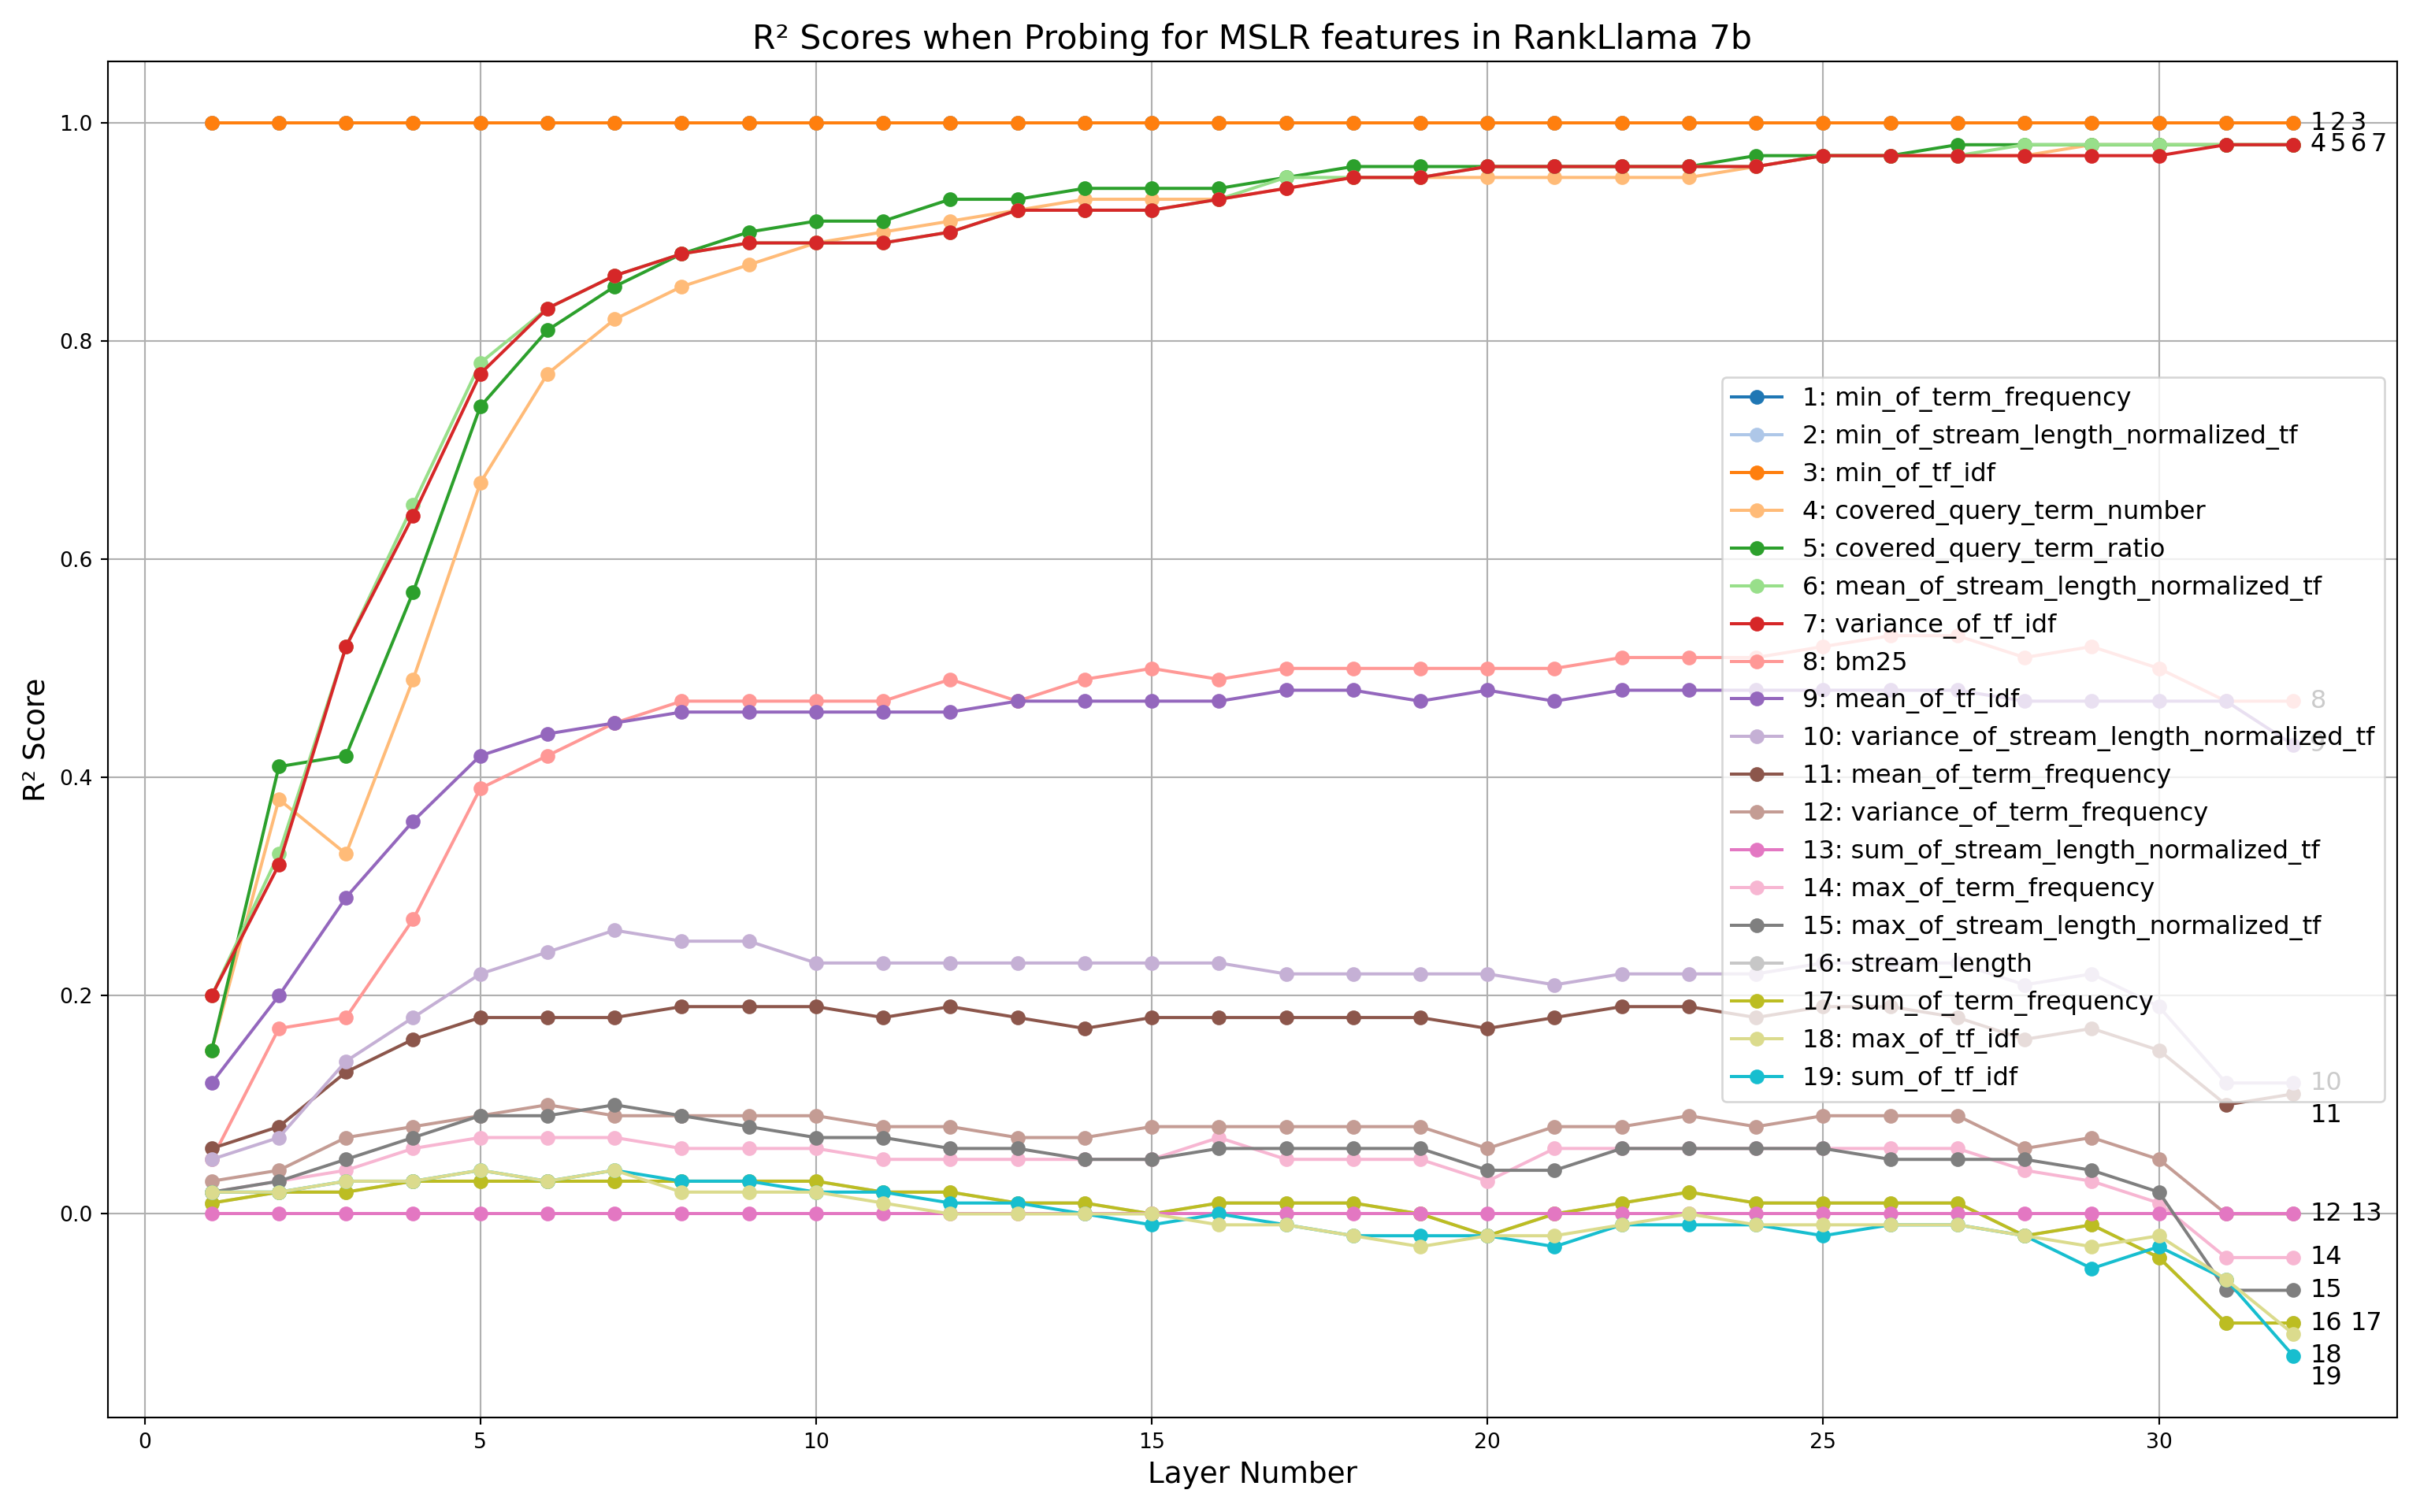 R² Scores when Probing for MSLR features in RankLlama 7b
R² Score
1.0
0.8
0.6
0.4
0.2
0.0
1 2 3
4 5 6 7
1: min_of_term_frequency
2: min_of_stream_length_normalized_tf
3: min_of_tf_idf
4: covered_query_term_number
5: covered_query_term_ratio
6: mean_of_stream_length_normalized_tf
7: variance_of_tf_idf
8: bm25
9: mean_of_tf_idf
10: variance_of_stream_length_normalized_tf
11: mean_of_term_frequency
12: variance_of_term_frequency
13: sum_of_stream_length_normalized_tf
14: max_of_term_frequency
15: max_of_stream_length_normalized_tf
16: stream_length
17: sum_of_term_frequency
18: max_of_tf_idf
19: sum_of_tf_idf
8
9
10
11
12 13
14
15
16 17
18
19
0 5 10 15 20 25 30
Layer Number